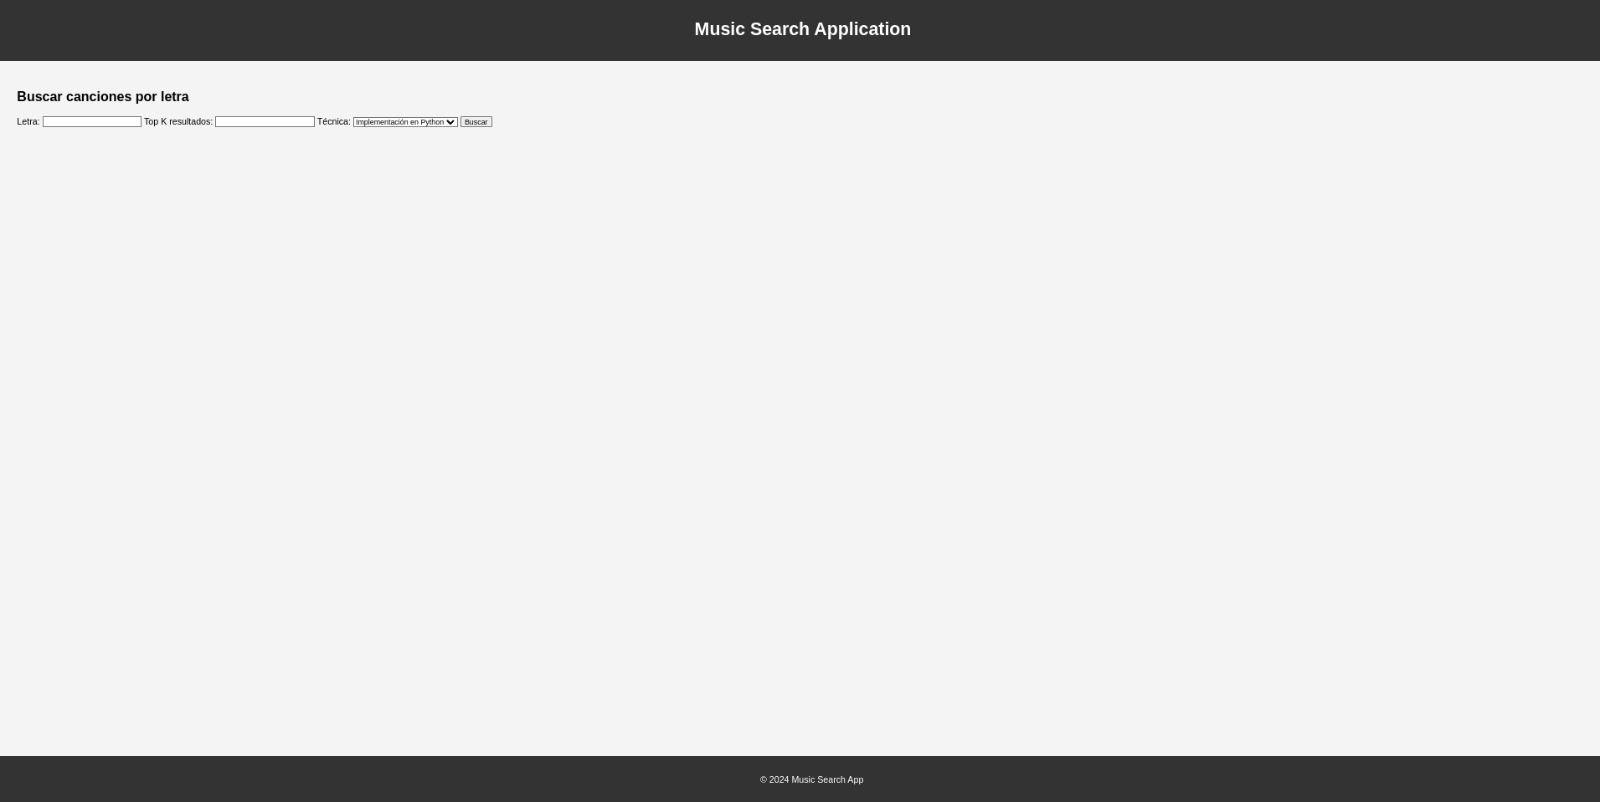 Music Search Application
Buscar canciones por letra
Letra: Top K resultados: Técnica: Implementación en Python Buscar
© 2024 Music Search App